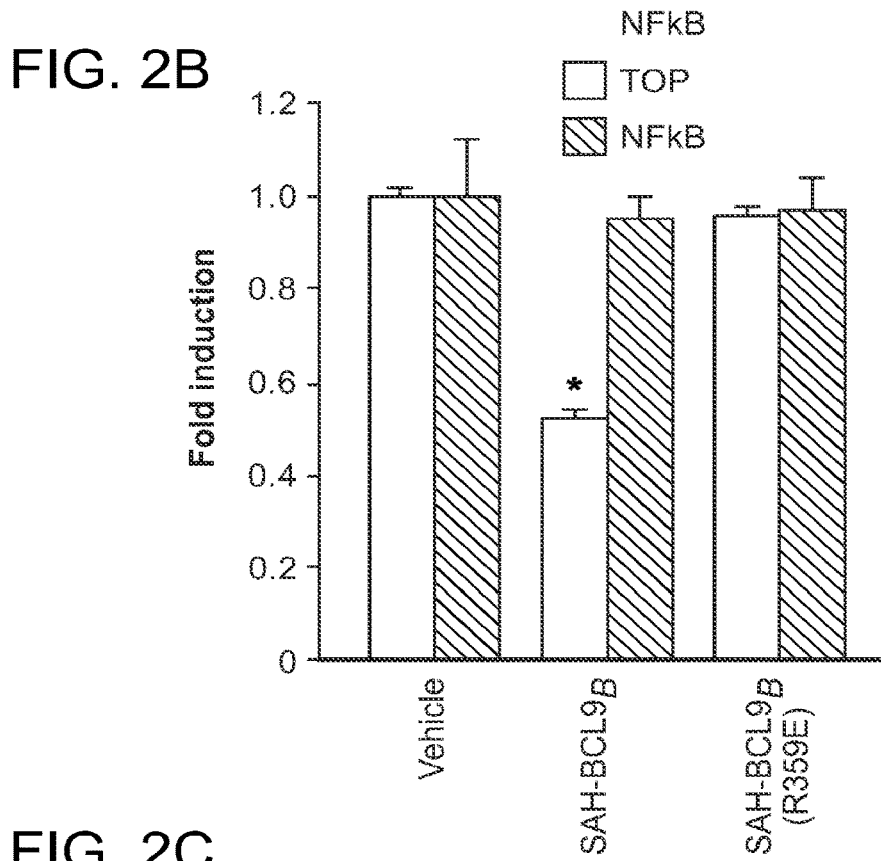 FIG. 2B
NFkB
TOP
NFkB
Fold induction
1.2
1.0
0.8
0.6
0.4
0.2
0
*
Vehicle
SAH-BCL9B
SAH-BCL9B
(R359E)
FIG. 2C